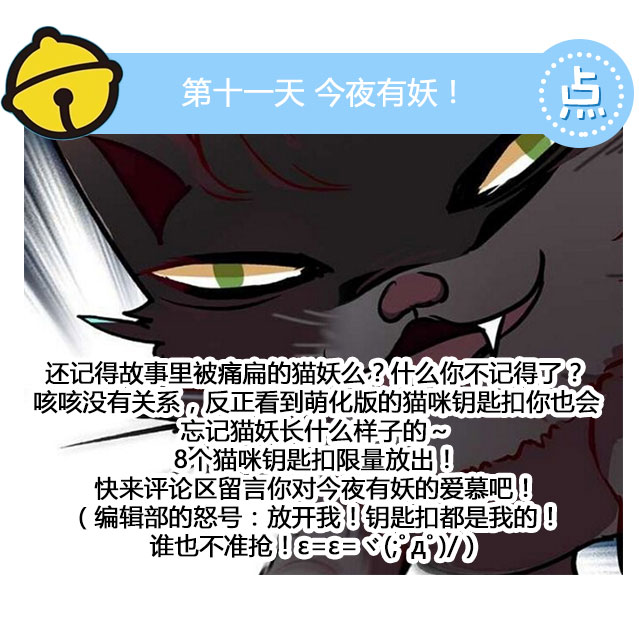 第十一天 今夜有妖！
点
还记得故事里被痛扁的猫妖么？什么你不记得了？
咳咳没有关系，反正看到萌化版的猫咪钥匙扣你也会
忘记猫妖长什么样子的～
8个猫咪钥匙扣限量放出！
快来评论区留言你对今夜有妖的爱慕吧！
（编辑部的怒号：放开我！钥匙扣都是我的！
谁也不准抢！ε=ε=ヾ(;ﾟдﾟ)/）